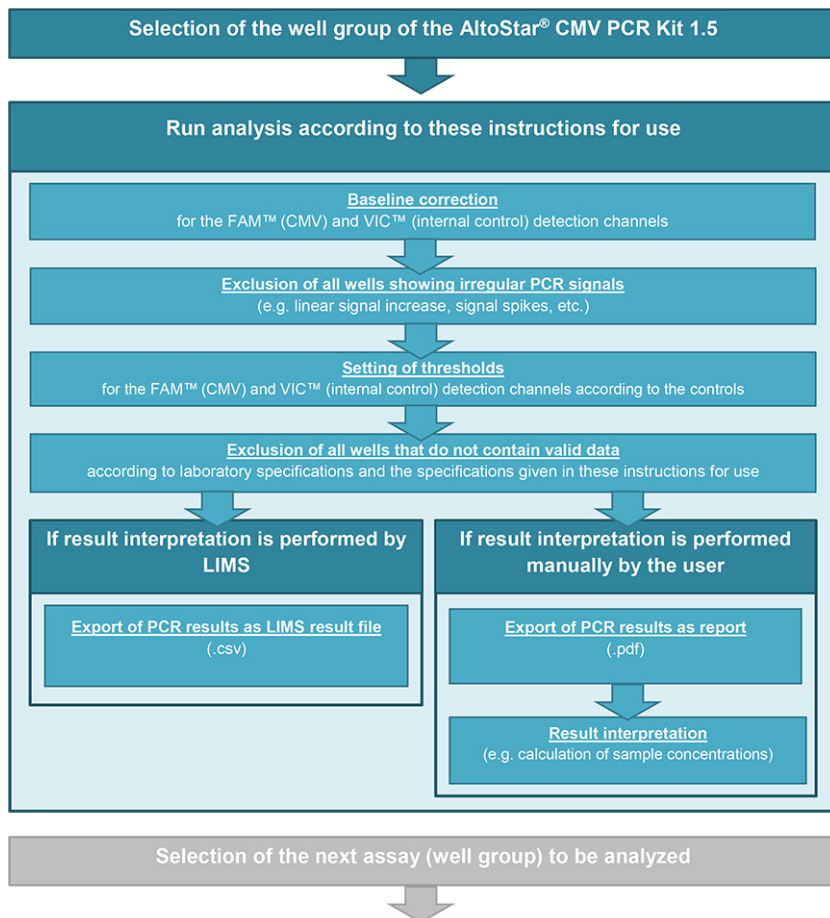 Selection of the well group of the AltoStar® CMV PCR Kit 1.5
Run analysis according to these instructions for use
Baseline correction
for the FAM™ (CMV) and VIC™ (internal control) detection channels
Exclusion of all wells showing irregular PCR signals
(e.g. linear signal increase, signal spikes, etc.)
Setting of thresholds
for the FAM™ (CMV) and VIC™ (internal control) detection channels according to the controls
Exclusion of all wells that do not contain valid data
according to laboratory specifications and the specifications given in these instructions for use
If result interpretation is performed by
LIMS
Export of PCR results as LIMS result file
(.csv)
If result interpretation is performed
manually by the user
Export of PCR results as report
(.pdf)
Result interpretation
(e.g. calculation of sample concentrations)
Selection of the next assay (well group) to be analyzed